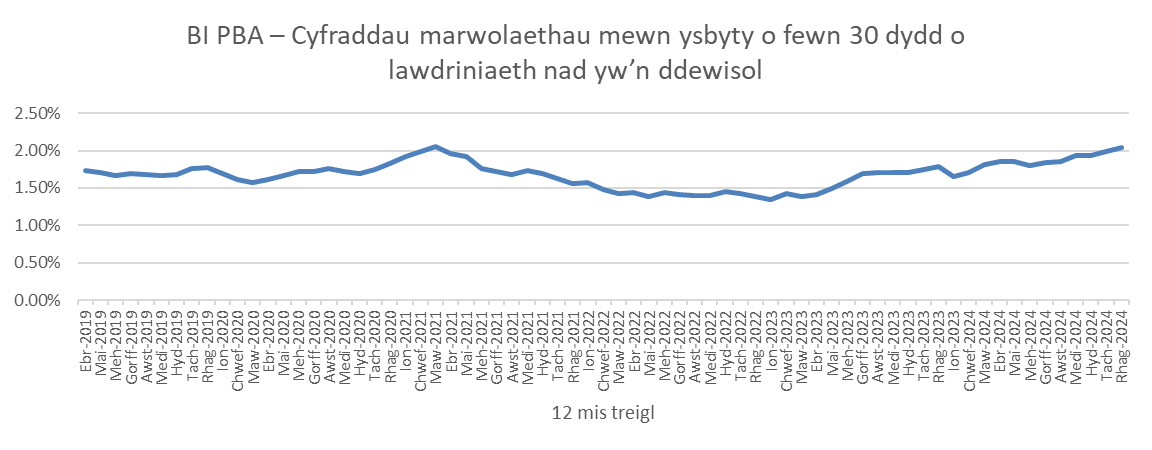 BI PBA – Cyfraddau marwolaethau mewn ysbyty o fewn 30 dydd o
lawdriniaeth nad yw’n ddewisol
2.50%
2.00%
1.50%
1.00%
0.50%
0.00%
Ebr-2019
Mai-2019
Meh-2019
Gorff-2019
Awst-2019
Medi-2019
Hyd-2019
Tach-2019
Rhag-2019
Ion-2020
Chwef-2020
Maw-2020
Ebr-2020
Mai-2020
Meh-2020
Gorff-2020
Awst-2020
Medi-2020
Hyd-2020
Tach-2020
Rhag-2020
Ion-2021
Chwef-2021
Maw-2021
Ebr-2021
Mai-2021
Meh-2021
Gorff-2021
Awst-2021
Medi-2021
Hyd-2021
Tach-2021
Rhag-2021
Ion-2022
Chwef-2022
Maw-2022
Ebr-2022
Mai-2022
Meh-2022
Gorff-2022
Awst-2022
Medi-2022
Hyd-2022
Tach-2022
Rhag-2022
Ion-2023
Chwef-2023
Maw-2023
Ebr-2023
Mai-2023
Meh-2023
Gorff-2023
Awst-2023
Medi-2023
Hyd-2023
Tach-2023
Rhag-2023
Ion-2023
Chwef-2024
Maw-2024
Ebr-2024
Mai-2024
Meh-2024
Gorff-2024
Awst-2024
Medi-2024
Hyd-2024
Tach-2024
Rhag-2024
12 mis treigl